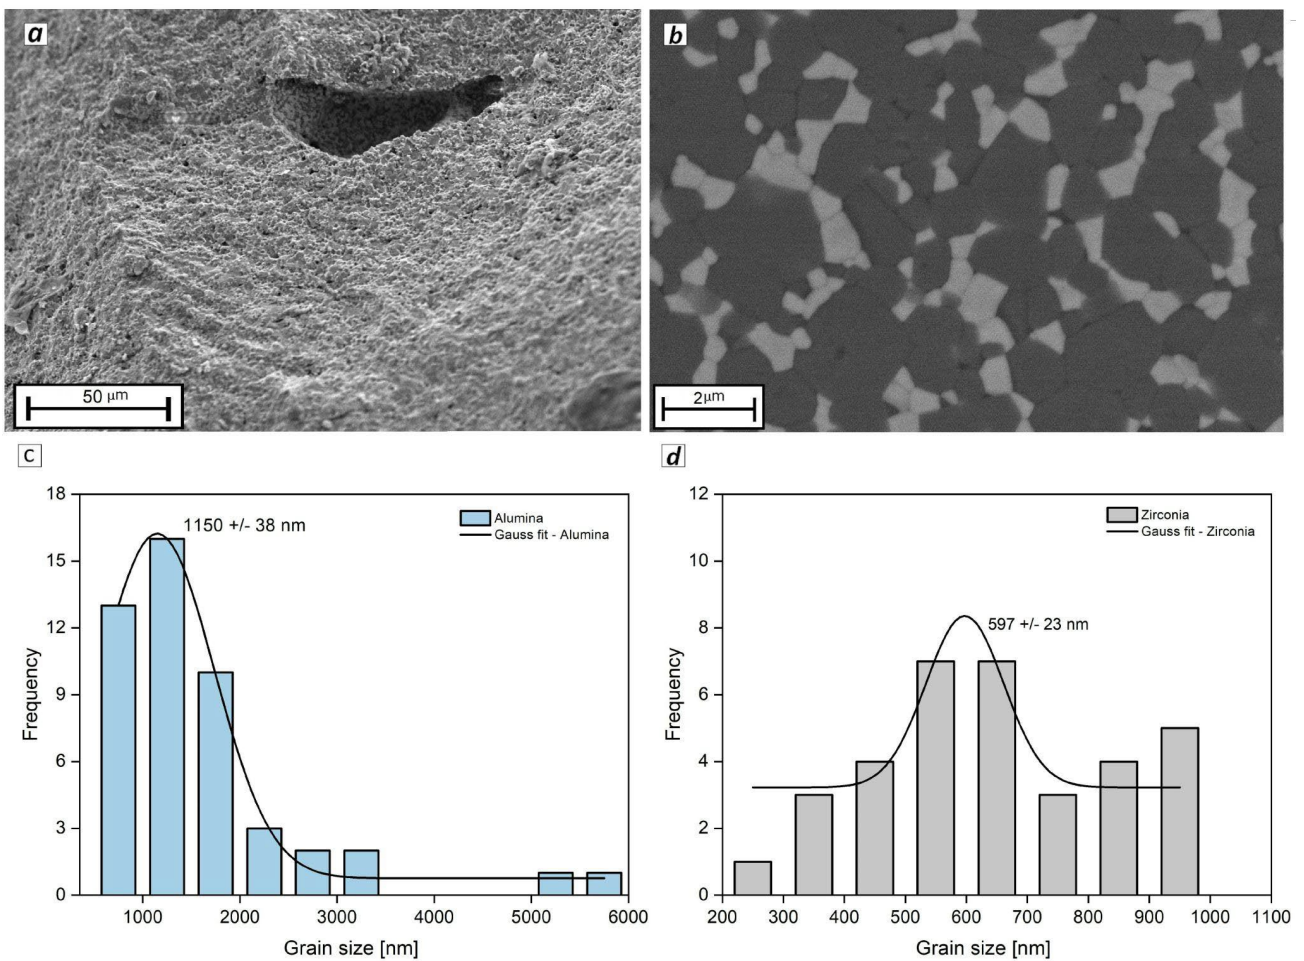 a
50 μm
b
2μm
c
18
15
12
9
6
3
0
Frequency
1150 +/- 38 nm
Alumina
Gauss fit - Alumina
1000
2000
3000
4000
5000
6000
Grain size [nm]
d
12
10
8
6
4
2
0
Frequency
597 +/- 23 nm
Zirconia
Gauss fit - Zirconia
200
300
400
500
600
700
800
900
1000
1100
Grain size [nm]